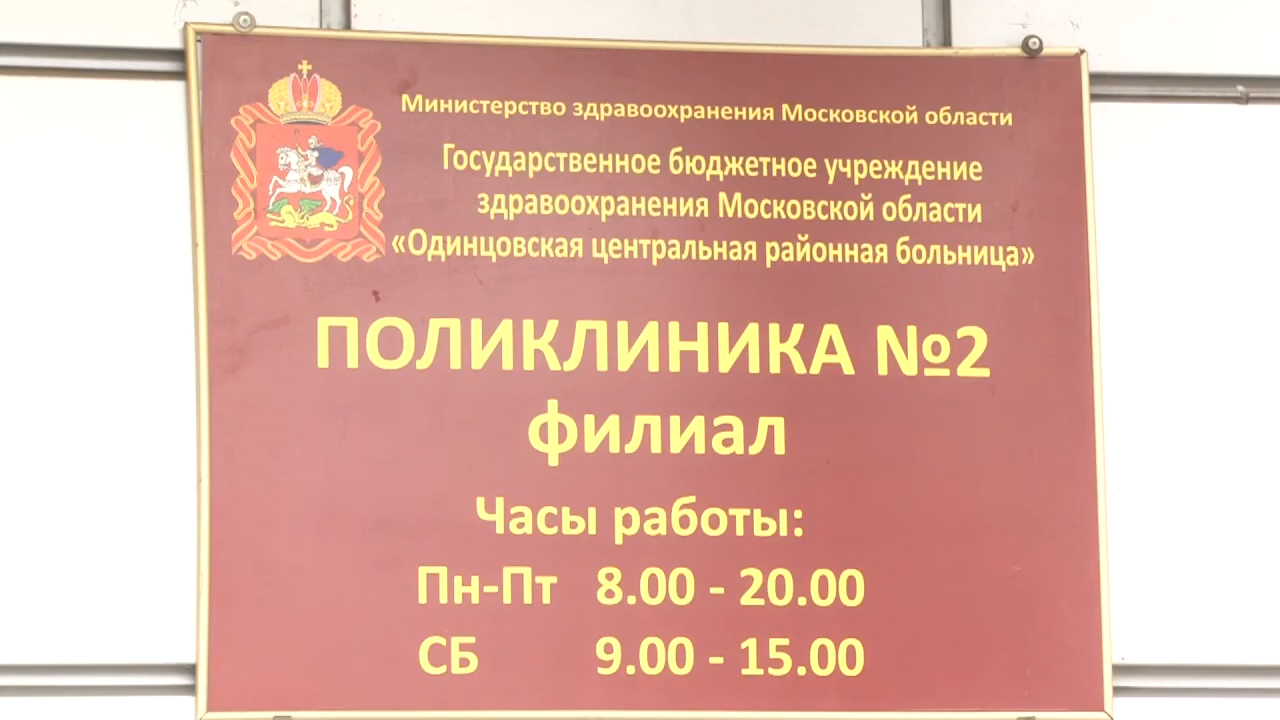 Министерство здравоохранения Московской области
Государственное бюджетное учреждение
здравоохранения Московской области
«Одинцовская центральная районная больница»
ПОЛИКЛИНИКА №2
филиал
Часы работы:
Пн-Пт 8.00 - 20.00
СБ 9.00 - 15.00